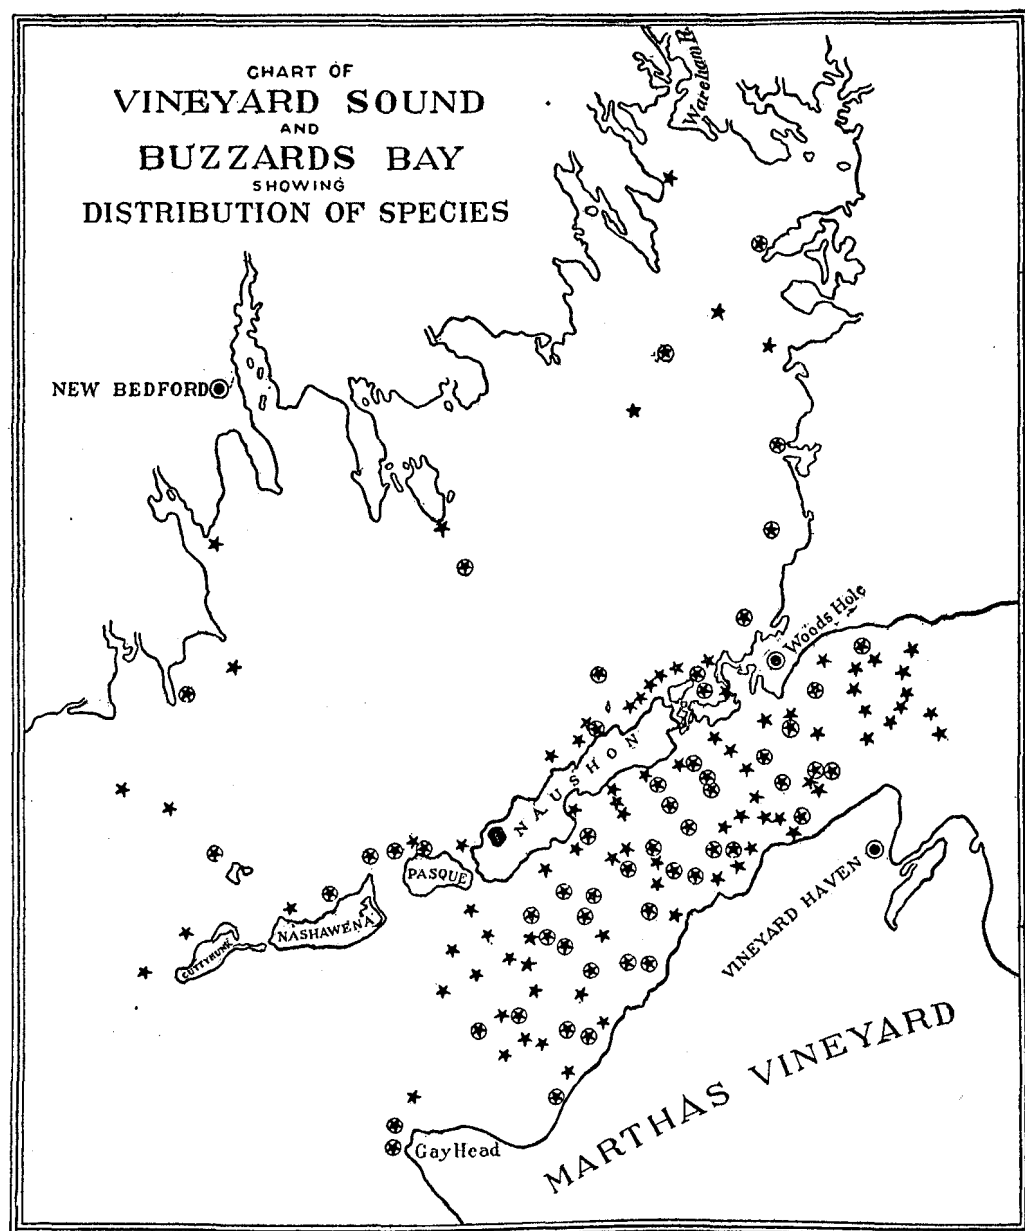 CHART OF
VINEYARD SOUND
AND
BUZZARDS BAY
SHOWING
DISTRIBUTION OF SPECIES
Wareham R.
NEW BEDFORD
Woods Hole
NAUSHON
PASQUE
NASHAWENA
CUTTYHUNK
VINEYARD HAVEN
MARTHAS VINEYARD
Gay Head